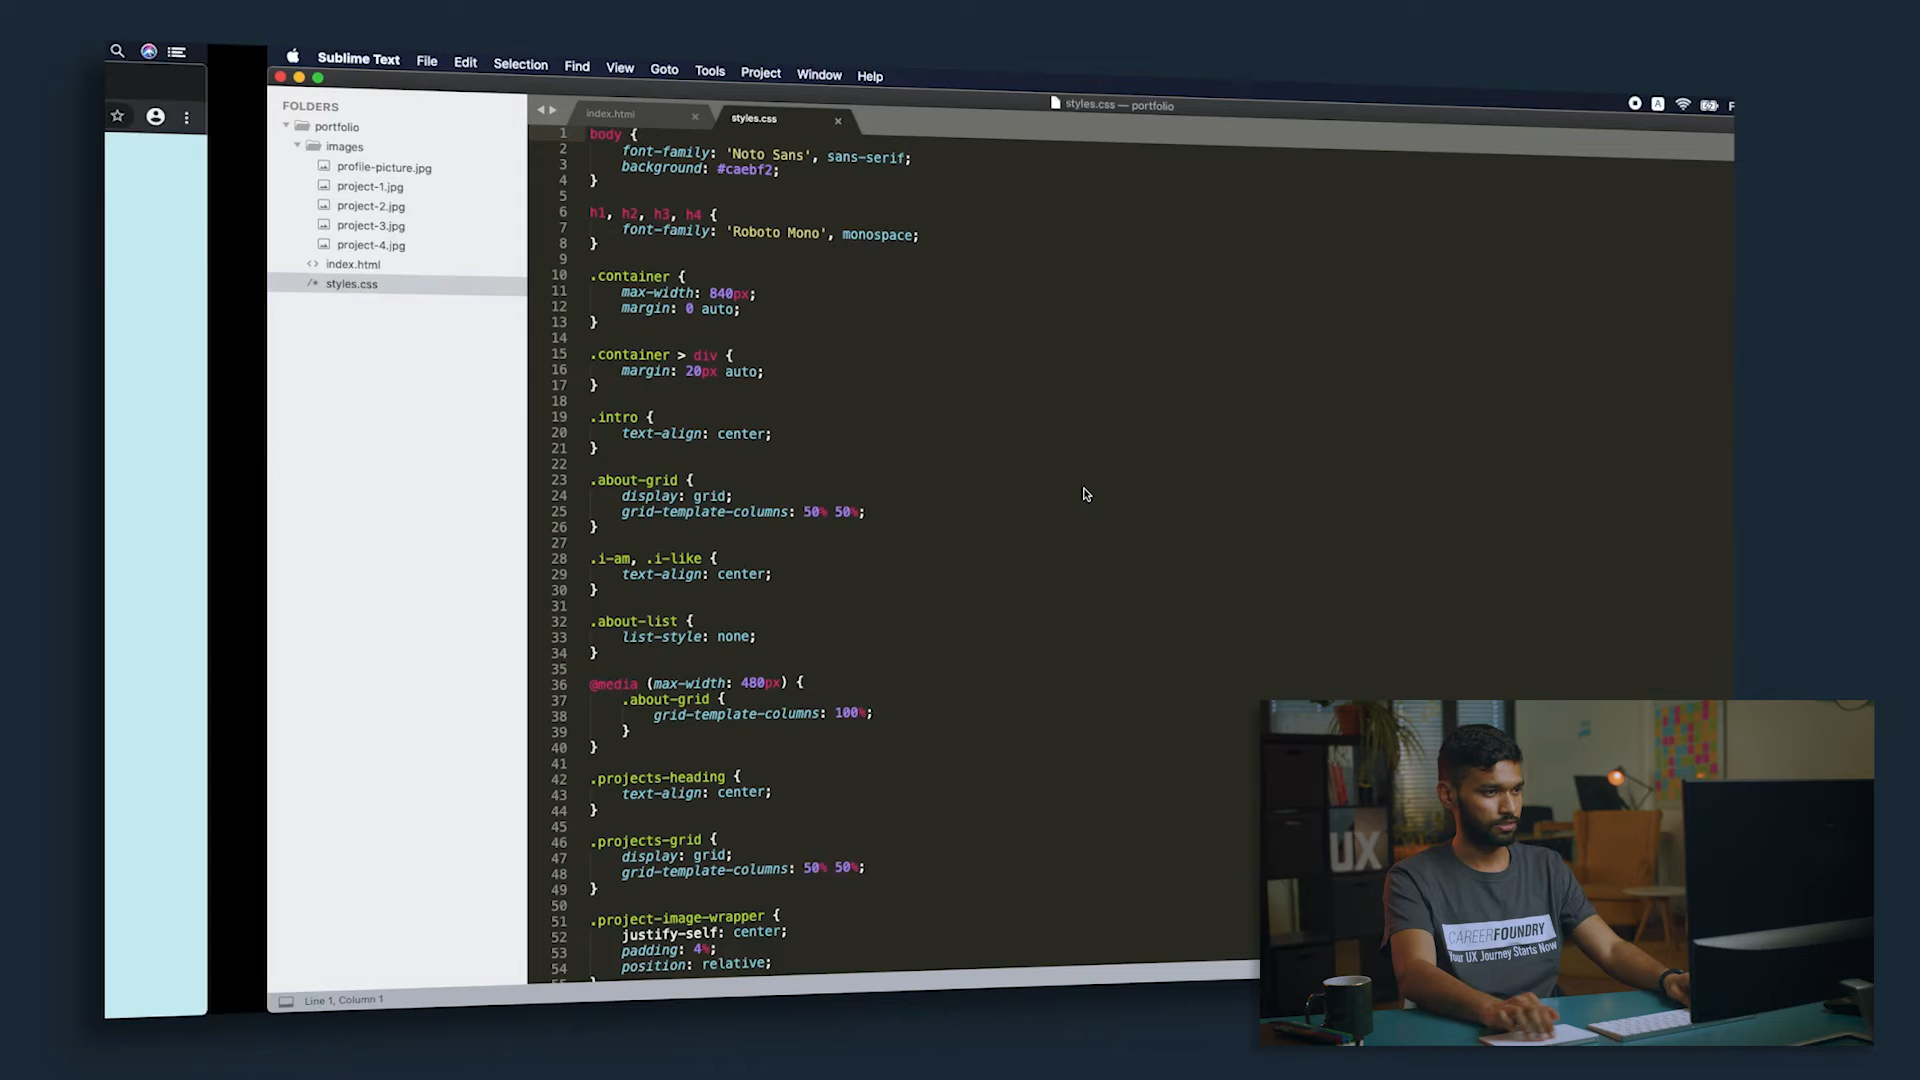 Sublime Text File Edit Selection Find View Goto Tools Project Window Help
styles.css — portfolio
A
FOLDERS
portfolio
images
profile-picture.jpg
project-1.jpg
project-2.jpg
project-3.jpg
project-4.jpg
<> index.html
/* styles.css
index.html
styles.css
1 body {
2 font-family: 'Noto Sans', sans-serif;
3 background: #caebf2;
4 }
5
6 h1, h2, h3, h4 {
7 font-family: 'Roboto Mono', monospace;
8 }
9
10 .container {
11 max-width: 840px;
12 margin: 0 auto;
13 }
14
15 .container > div {
16 margin: 20px auto;
17 }
18
19 .intro {
20 text-align: center;
21 }
22
23 .about-grid {
24 display: grid;
25 grid-template-columns: 50% 50%;
26 }
27
28 .i-am, .i-like {
29 text-align: center;
30 }
31
32 .about-list {
33 list-style: none;
34 }
35
36 @media (max-width: 480px) {
37 .about-grid {
38 grid-template-columns: 100%;
39 }
40 }
41
42 .projects-heading {
43 text-align: center;
44 }
45
46 .projects-grid {
47 display: grid;
48 grid-template-columns: 50% 50%;
49 }
50
51 .project-image-wrapper {
52 justify-self: center;
53 padding: 4%;
54 position: relative;
Line 1, Column 1
UX
CAREERFOUNDRY
Your UX Journey Starts Now